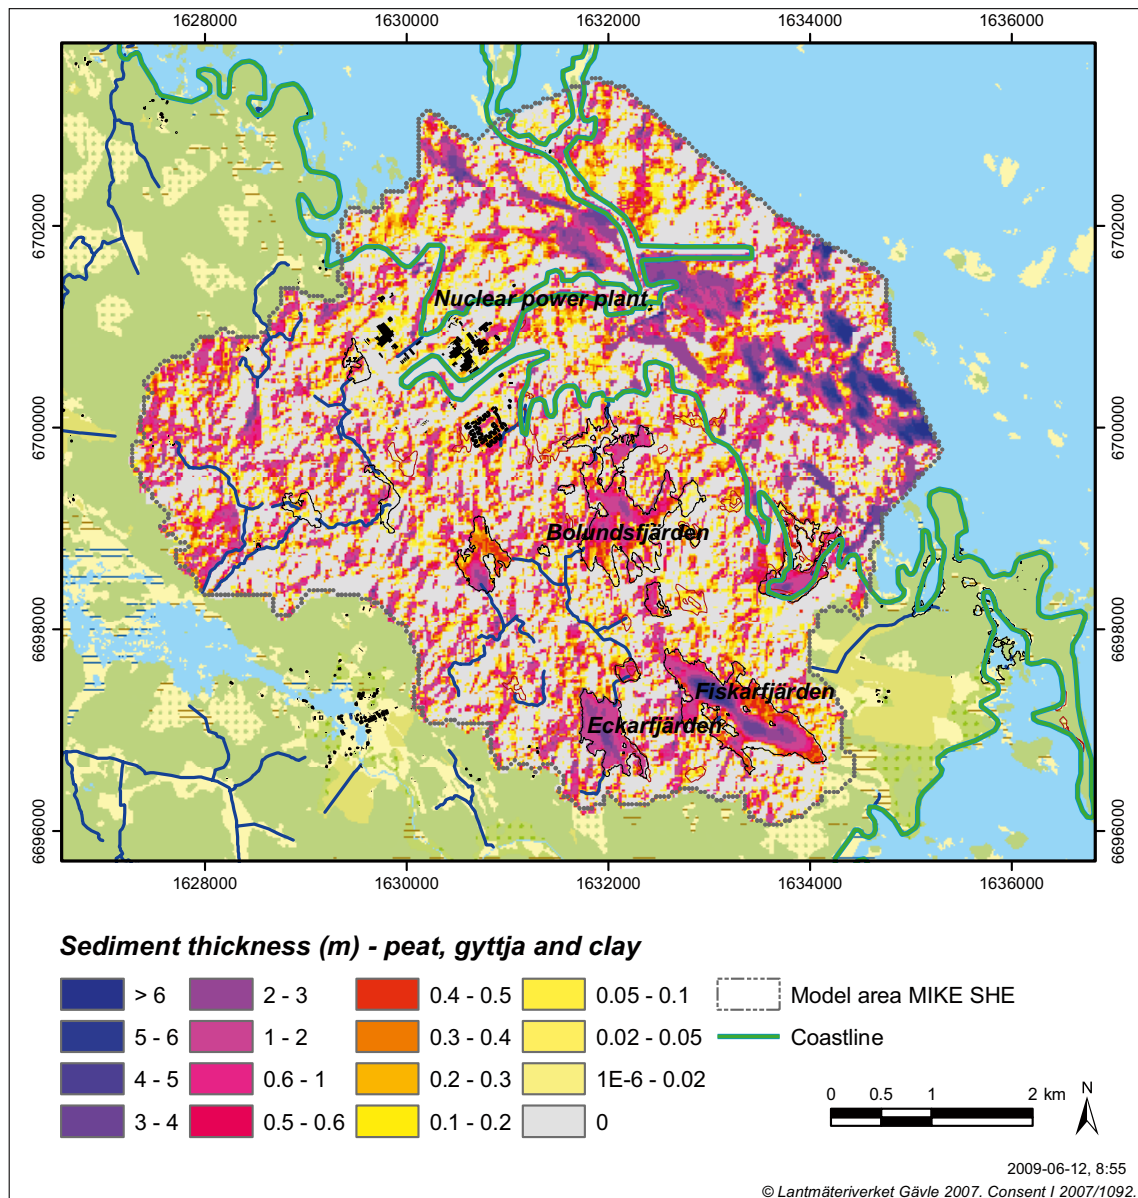 1628000 1630000 1632000 1634000 1636000
6702000 6702000
Nuclear power plant
6700000 6700000
Bolundsfjärden
6698000 6698000
Fiskarfjärden
Eckarfjärden
6696000 6696000
1628000 1630000 1632000 1634000 1636000
Sediment thickness (m) - peat, gyttja and clay
> 6 2 - 3 0.4 - 0.5 0.05 - 0.1 Model area MIKE SHE
5 - 6 1 - 2 0.3 - 0.4 0.02 - 0.05 Coastline
4 - 5 0.6 - 1 0.2 - 0.3 1E-6 - 0.02
3 - 4 0.5 - 0.6 0.1 - 0.2 0
0 0.5 1 2 km N
2009-06-12, 8:55
© Lantmäteriverket Gävle 2007. Consent I 2007/1092.